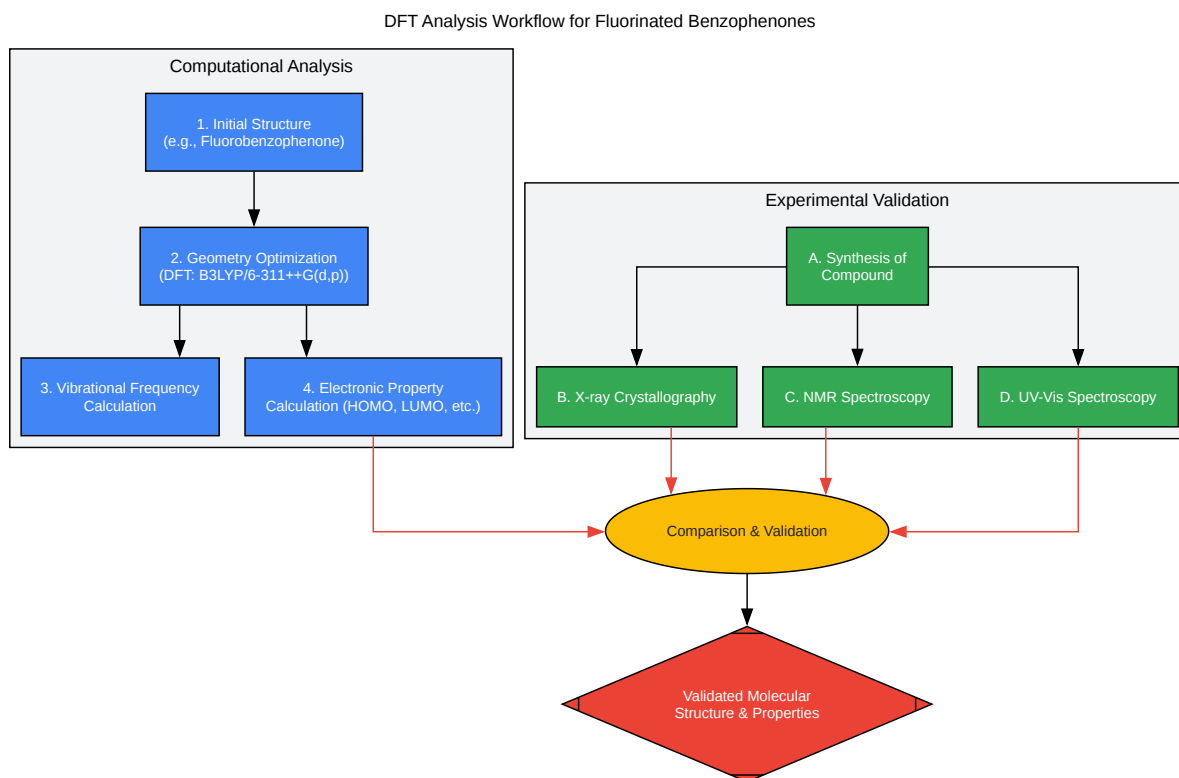 DFT Analysis Workflow for Fluorinated Benzophenones
Computational Analysis
1. Initial Structure
(e.g., Fluorobenzophenone)
2. Geometry Optimization
(DFT: B3LYP/6-311++G(d,p))
3. Vibrational Frequency
Calculation
4. Electronic Property
Calculation (HOMO, LUMO, etc.)
Experimental Validation
A. Synthesis of
Compound
B. X-ray Crystallography
C. NMR Spectroscopy
D. UV-Vis Spectroscopy
Comparison & Validation
Validated Molecular
Structure & Properties